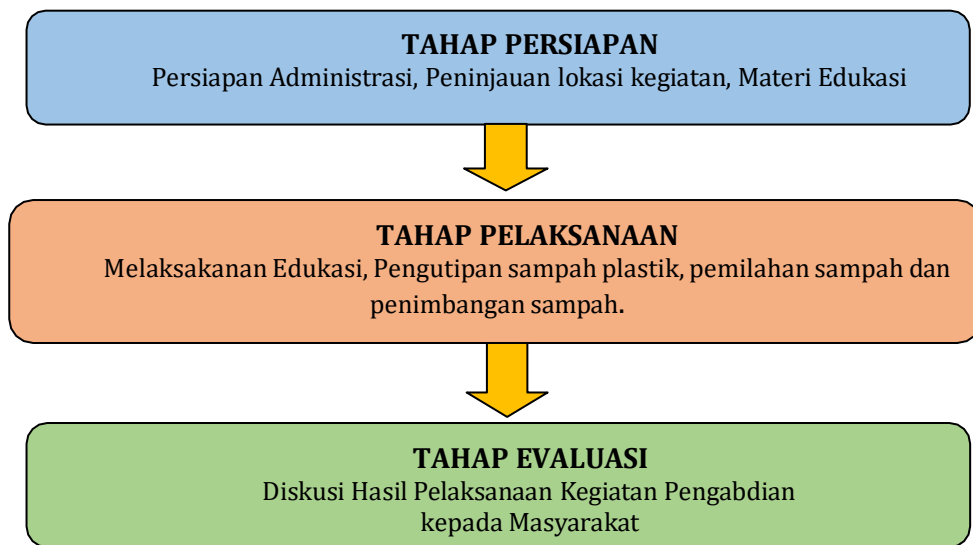 TAHAP PERSIAPAN
Persiapan Administrasi, Peninjauan lokasi kegiatan, Materi Edukasi
TAHAP PELAKSANAAN
Melaksakanan Edukasi, Pengutipan sampah plastik, pemilahan sampah dan
penimbangan sampah.
TAHAP EVALUASI
Diskusi Hasil Pelaksanaan Kegiatan Pengabdian
kepada Masyarakat